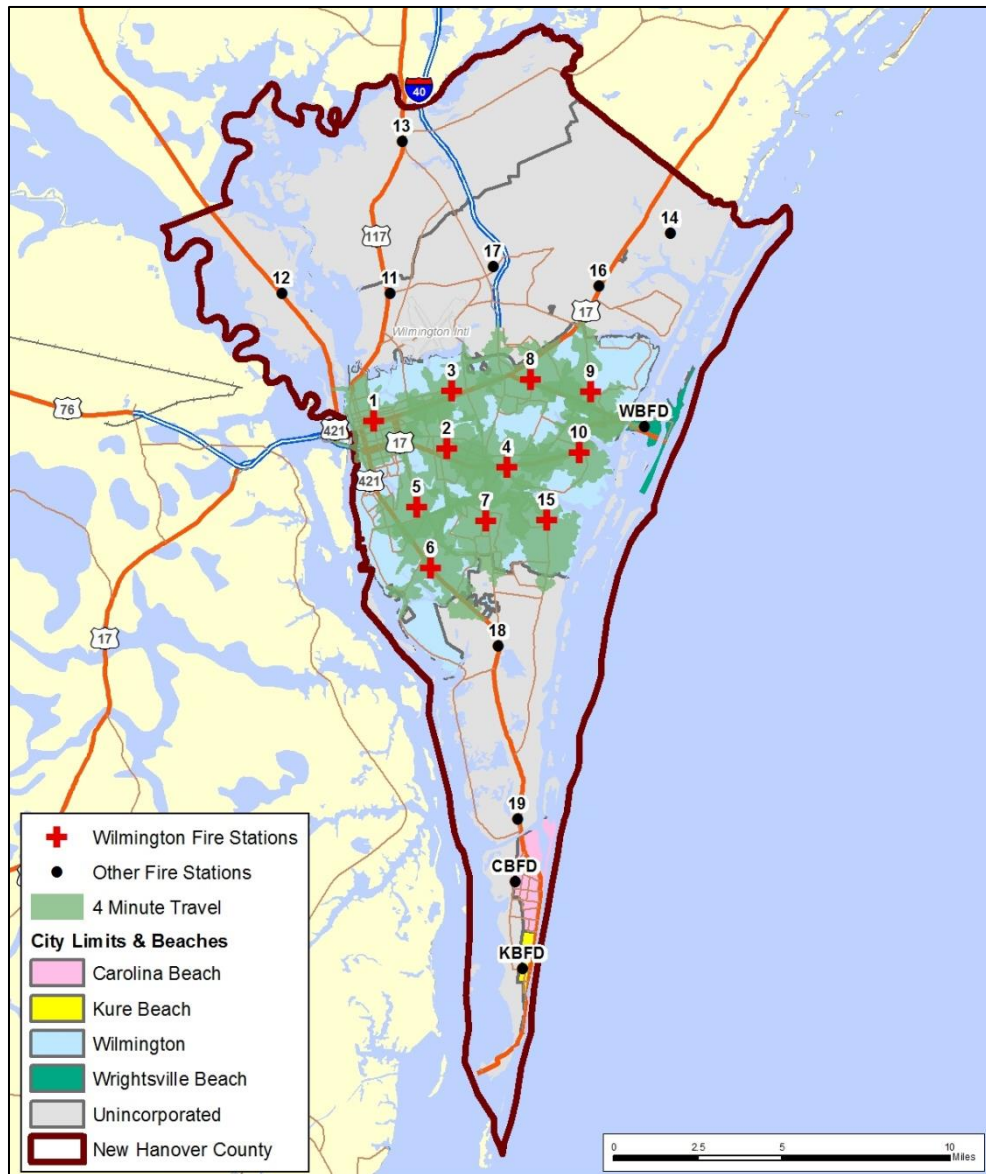 40
13
14
117
17
16
12
11
17
Wilmington Intl
8
3
9
1
WBFD
76
421
2
10
17
4
421
5
7
15
6
17
18
19
CBFD
KBFD
Wilmington Fire Stations
Other Fire Stations
4 Minute Travel
City Limits & Beaches
Carolina Beach
Kure Beach
Wilmington
Wrightsville Beach
Unincorporated
New Hanover County
0 2.5 5 10
Miles